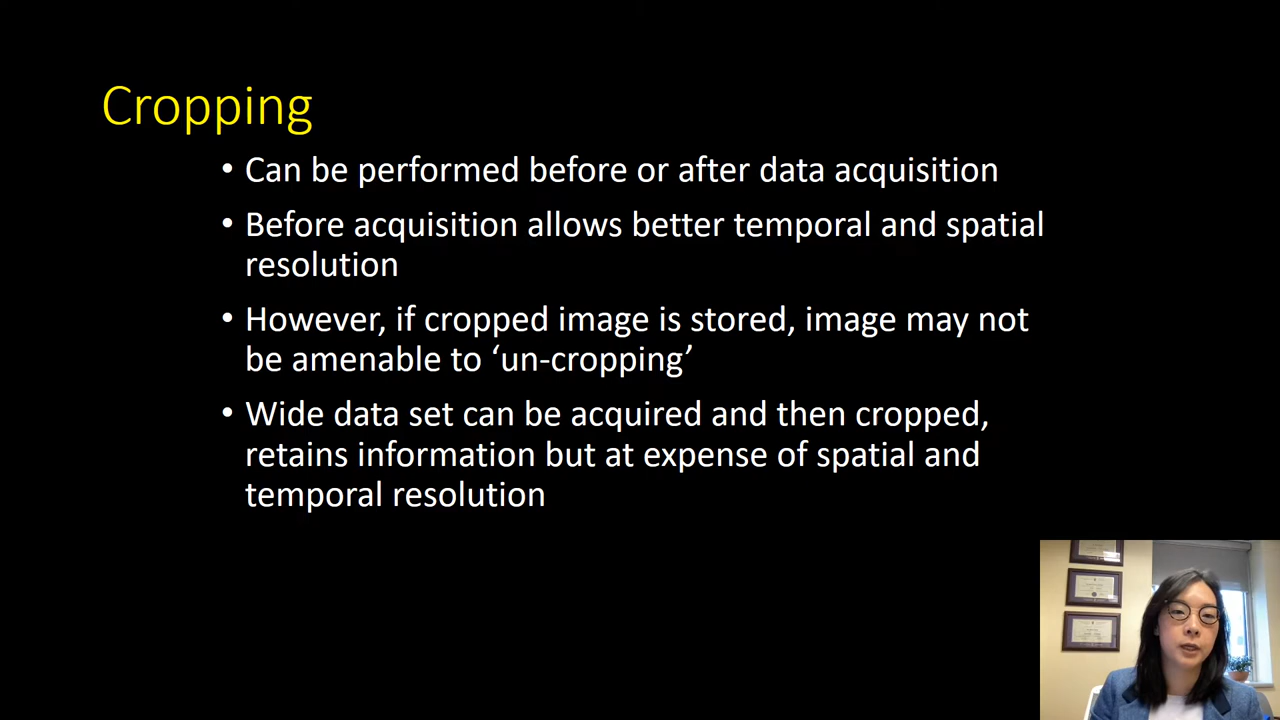 Cropping
• Can be performed before or after data acquisition
• Before acquisition allows better temporal and spatial
resolution
• However, if cropped image is stored, image may not
be amenable to ‘un-cropping’
• Wide data set can be acquired and then cropped,
retains information but at expense of spatial and
temporal resolution